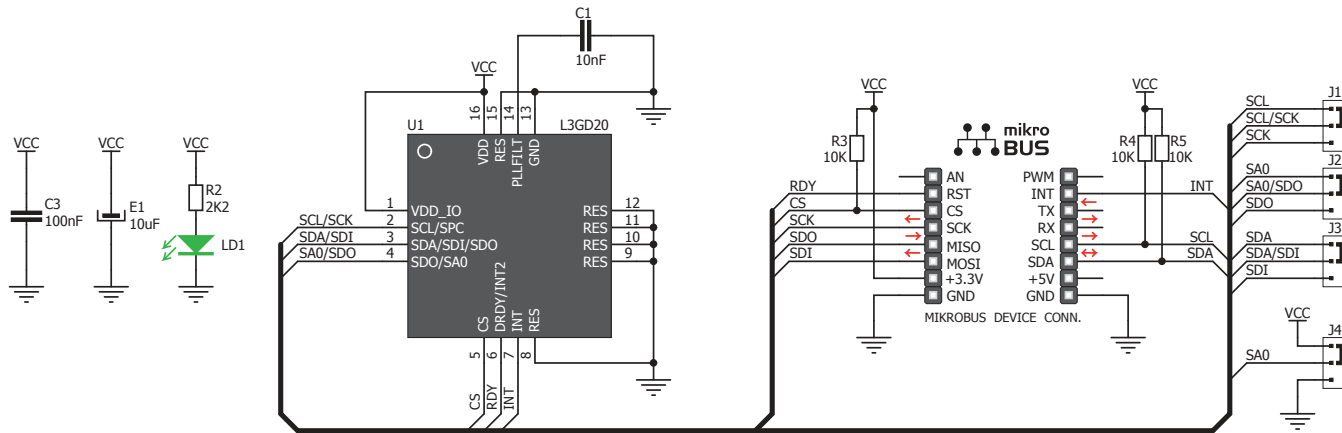 C1
10nF
VCC
16
15
14
13
U1
L3GD20
VDD
RES
PLLFILT
GND
1
VDD_IO
SCL/SCK
2
SCL/SPC
SDA/SDI
3
SDA/SDI/SDO
SA0/SDO
4
SDO/SA0
RES
12
RES
11
RES
10
RES
9
CS
DRDY/INT2
INT
RES
5
6
7
8
CS
RDY
INT
VCC
C3
100nF
VCC
E1
10uF
VCC
R2
2K2
LD1
VCC
R3
10K
mikro
BUS
VCC
R4
10K
R5
10K
RDY
CS
SCK
SDO
SDI
AN
RST
CS
SCK
MISO
MOSI
+3.3V
GND
PWM
INT
TX
RX
SCL
SDA
+5V
GND
INT
SCL
SDA
MIKROBUS DEVICE CONN.
J1
SCL
SCL/SCK
SCK
J2
SA0
SA0/SDO
SDO
J3
SDA
SDA/SDI
SDI
VCC
J4
SA0